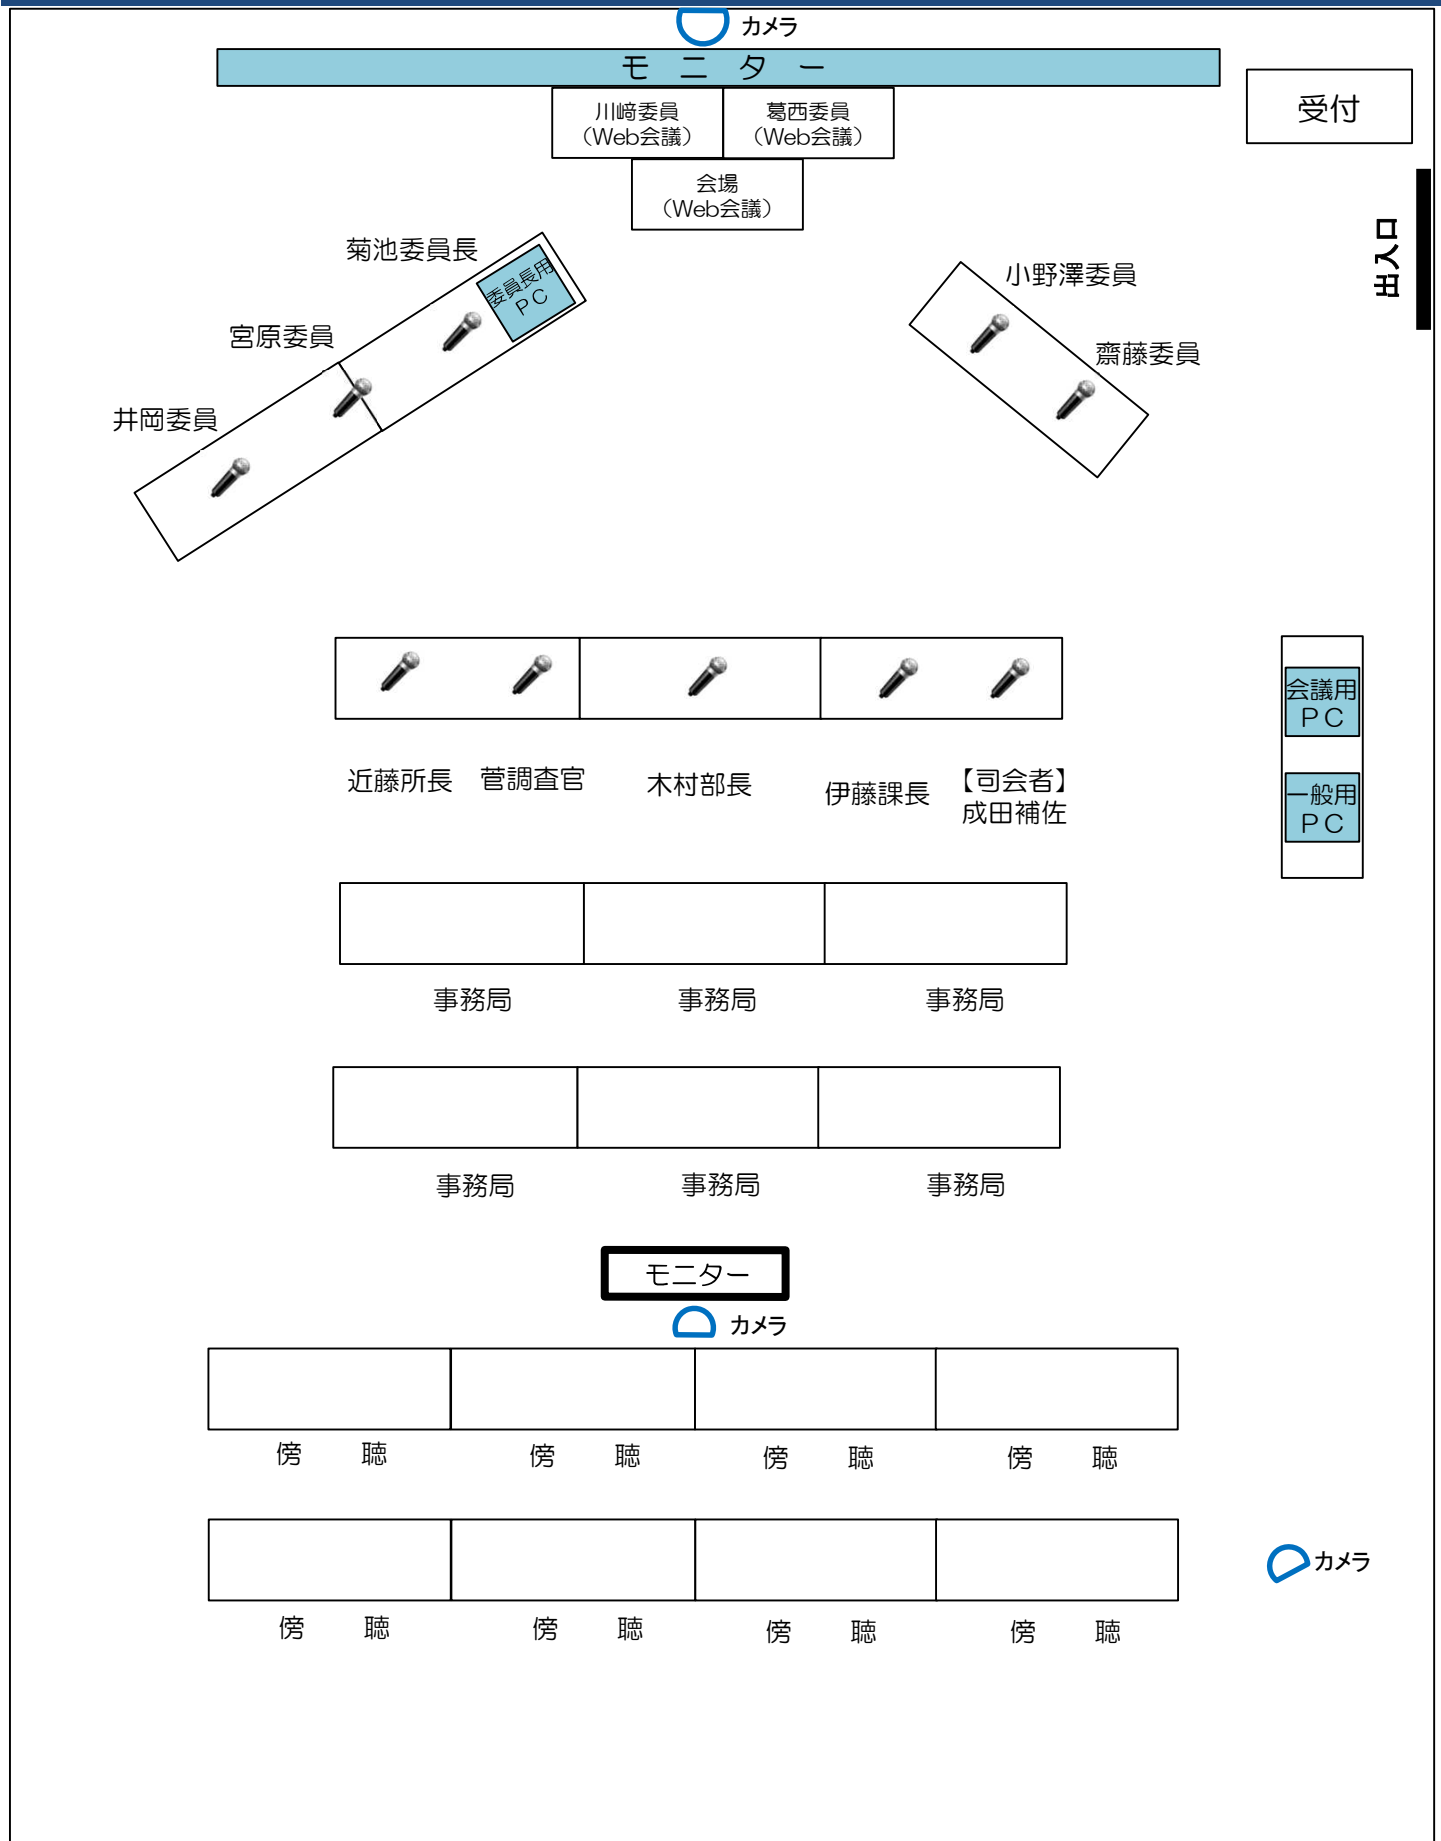 カメラ
モニター
川﨑委員
（Web会議）
葛西委員
（Web会議）
受付
会場
（Web会議）
出入口
菊池委員長
委員長用
ＰＣ
小野澤委員
宮原委員
齋藤委員
井岡委員
会議用
ＰＣ
近藤所長
菅調査官
木村部長
伊藤課長
【司会者】
成田補佐
一般用
ＰＣ
事務局
事務局
事務局
事務局
事務局
事務局
モニター
カメラ
傍 聴
傍 聴
傍 聴
傍 聴
カメラ
傍 聴
傍 聴
傍 聴
傍 聴